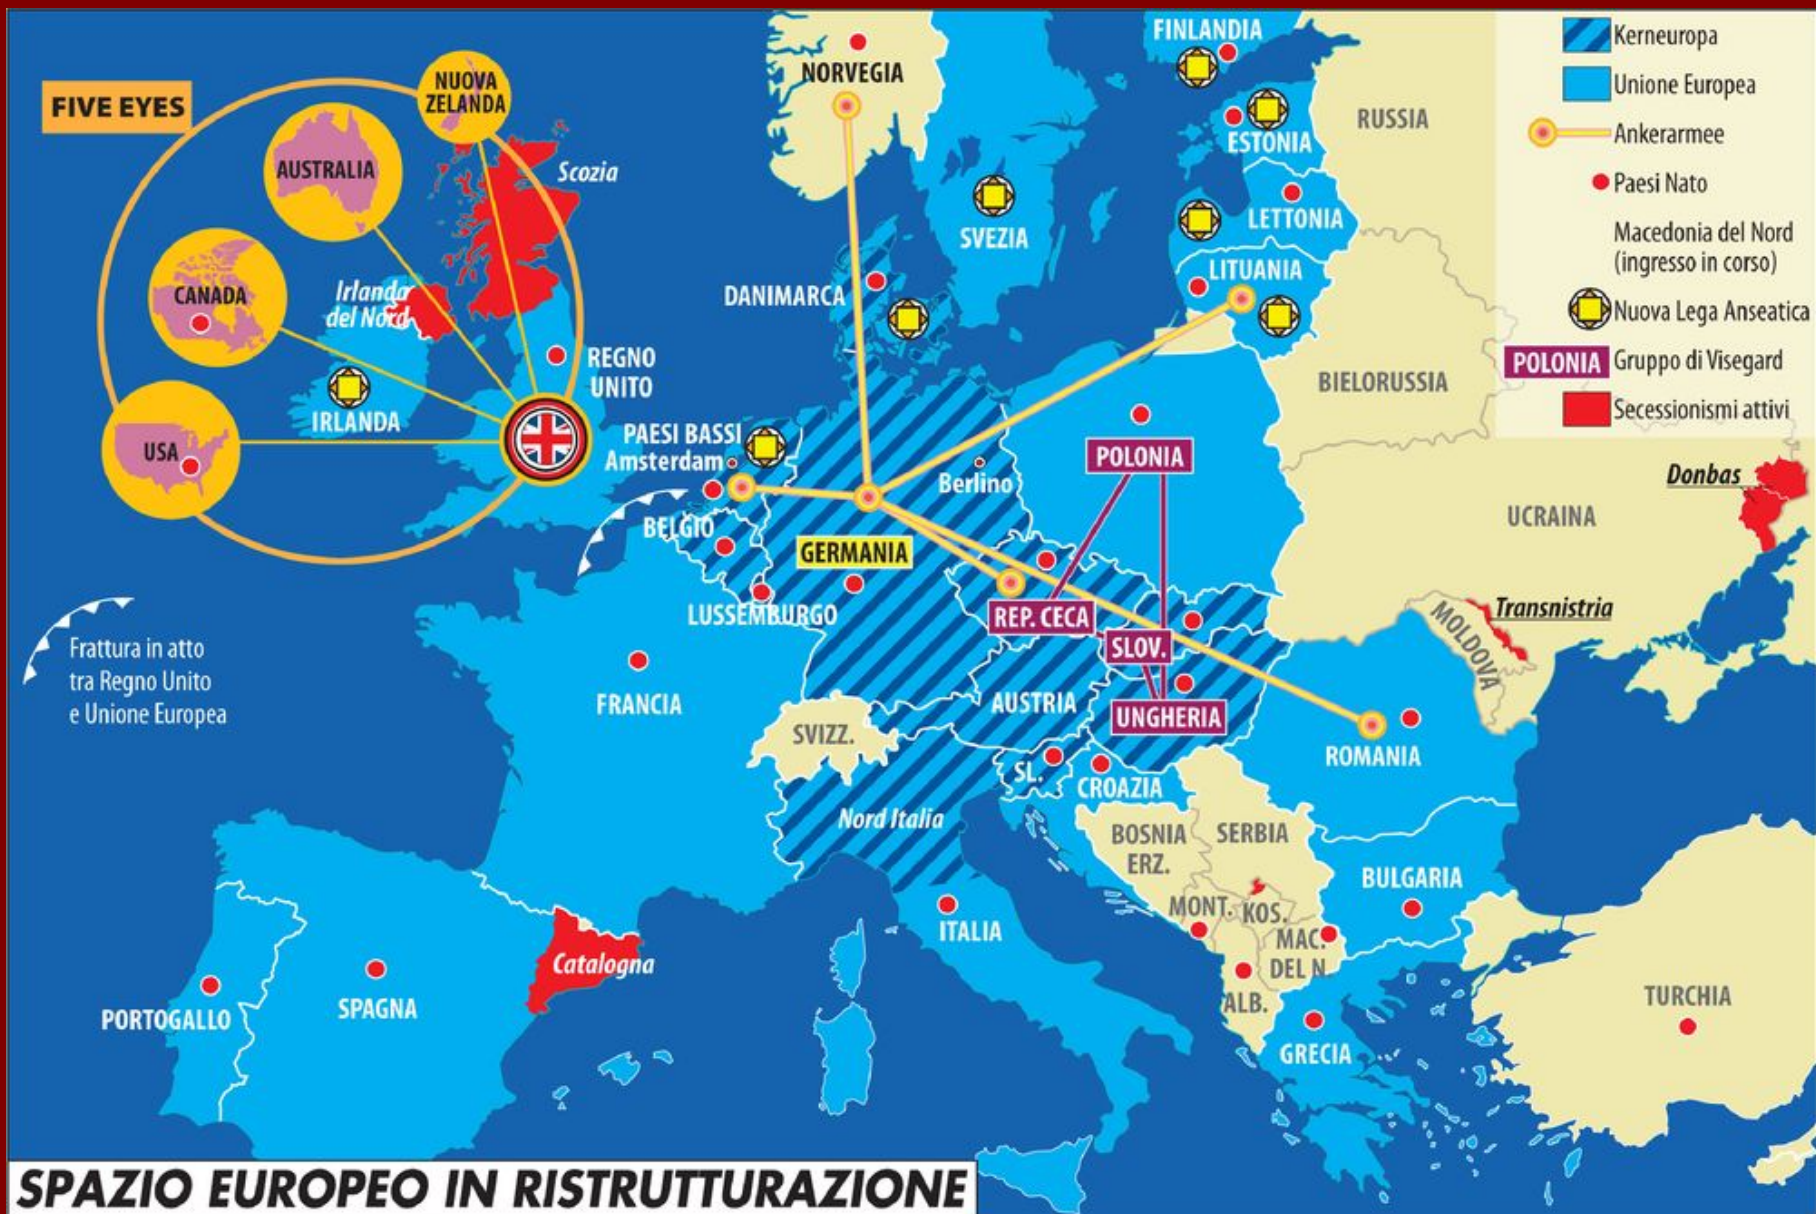 FIVE EYES
NUOVA
ZELANDA
AUSTRALIA
CANADA
USA
Scozia
Irlanda
del Nord
IRLANDA
REGNO
UNITO
Frattura in atto
tra Regno Unito
e Unione Europea
NORVEGIA
FINLANDIA
SVEZIA
ESTONIA
LETTONIA
LITUANIA
DANIMARCA
RUSSIA
BIELORUSSIA
PAESI BASSI
Amsterdam
BELGIO
LUSSEMBURGO
GERMANIA
Berlino
POLONIA
REP. CECA
SLOV.
UNGHERIA
AUSTRIA
FRANCIA
SVIZZ.
SL.
CROAZIA
Nord Italia
ITALIA
BOSNIA
ERZ.
SERBIA
MONT.
KOS.
MAC.
DEL N.
ALB.
GRECIA
BULGARIA
ROMANIA
MOLDOVA
Transnistria
UCRAINA
Donbas
TURCHIA
PORTOGALLO
SPAGNA
Catalogna
Kerneuropa
Unione Europea
Ankerarmee
Paesi Nato
Macedonia del Nord
(ingresso in corso)
Nuova Lega Anseatica
POLONIA Gruppo di Visegard
Secessionismi attivi
SPAZIO EUROPEO IN RISTRUTTURAZIONE